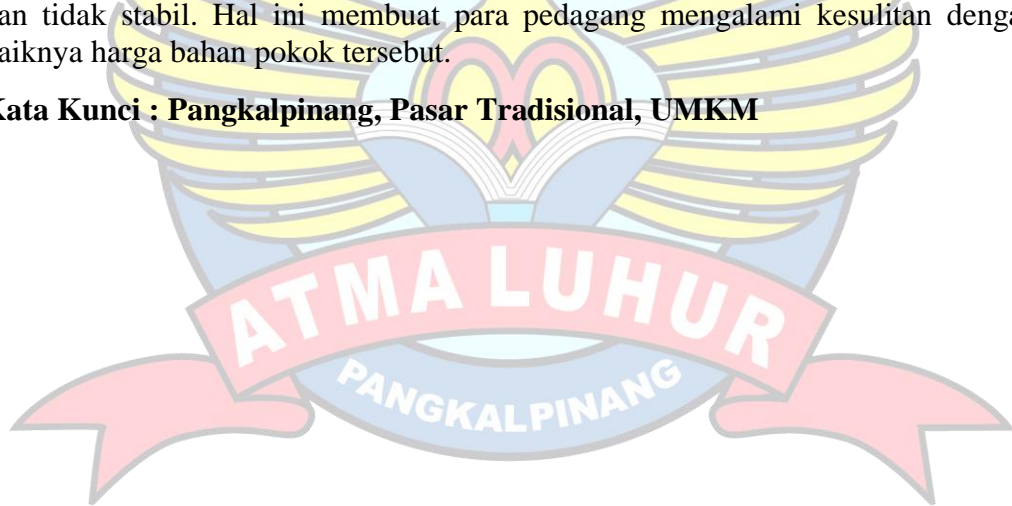 an tidak stabil. Hal ini membuat para pedagang mengalami kesulitan denga
aiknya harga bahan pokok tersebut.
Kata Kunci : Pangkalpinang, Pasar Tradisional, UMKM
ATMA LUHUR
PANGKALPINANG